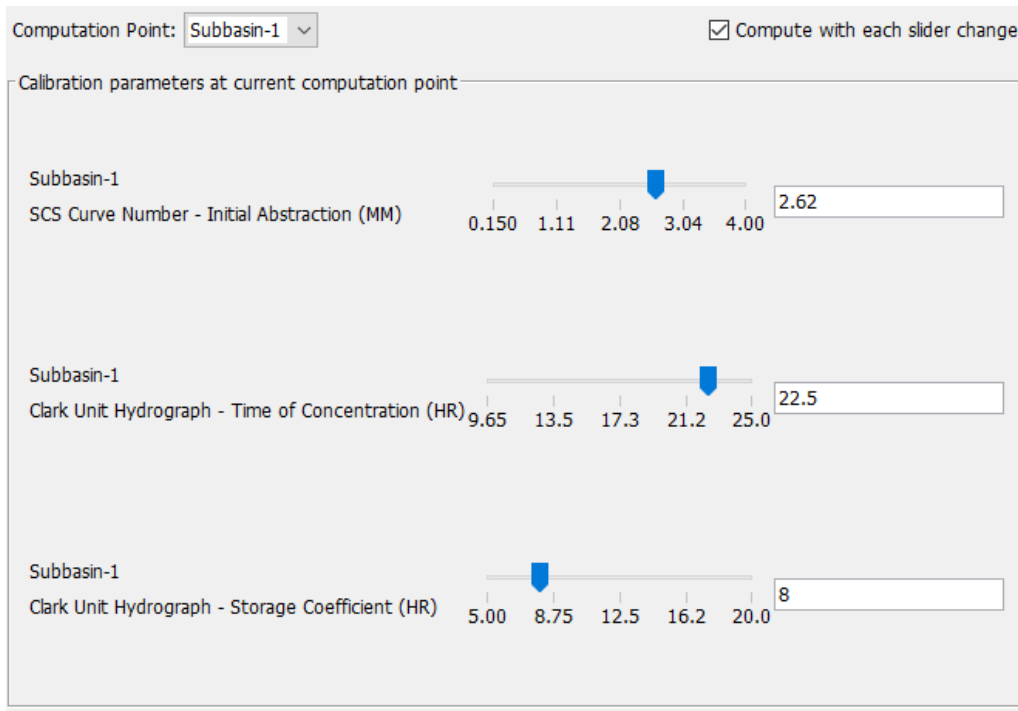 Computation Point: Subbasin-1 Compute with each slider change
Calibration parameters at current computation point
Subbasin-1
SCS Curve Number - Initial Abstraction (MM)
0.150 1.11 2.08 3.04 4.00
2.62
Subbasin-1
Clark Unit Hydrograph - Time of Concentration (HR)
9.65 13.5 17.3 21.2 25.0
22.5
Subbasin-1
Clark Unit Hydrograph - Storage Coefficient (HR)
5.00 8.75 12.5 16.2 20.0
8